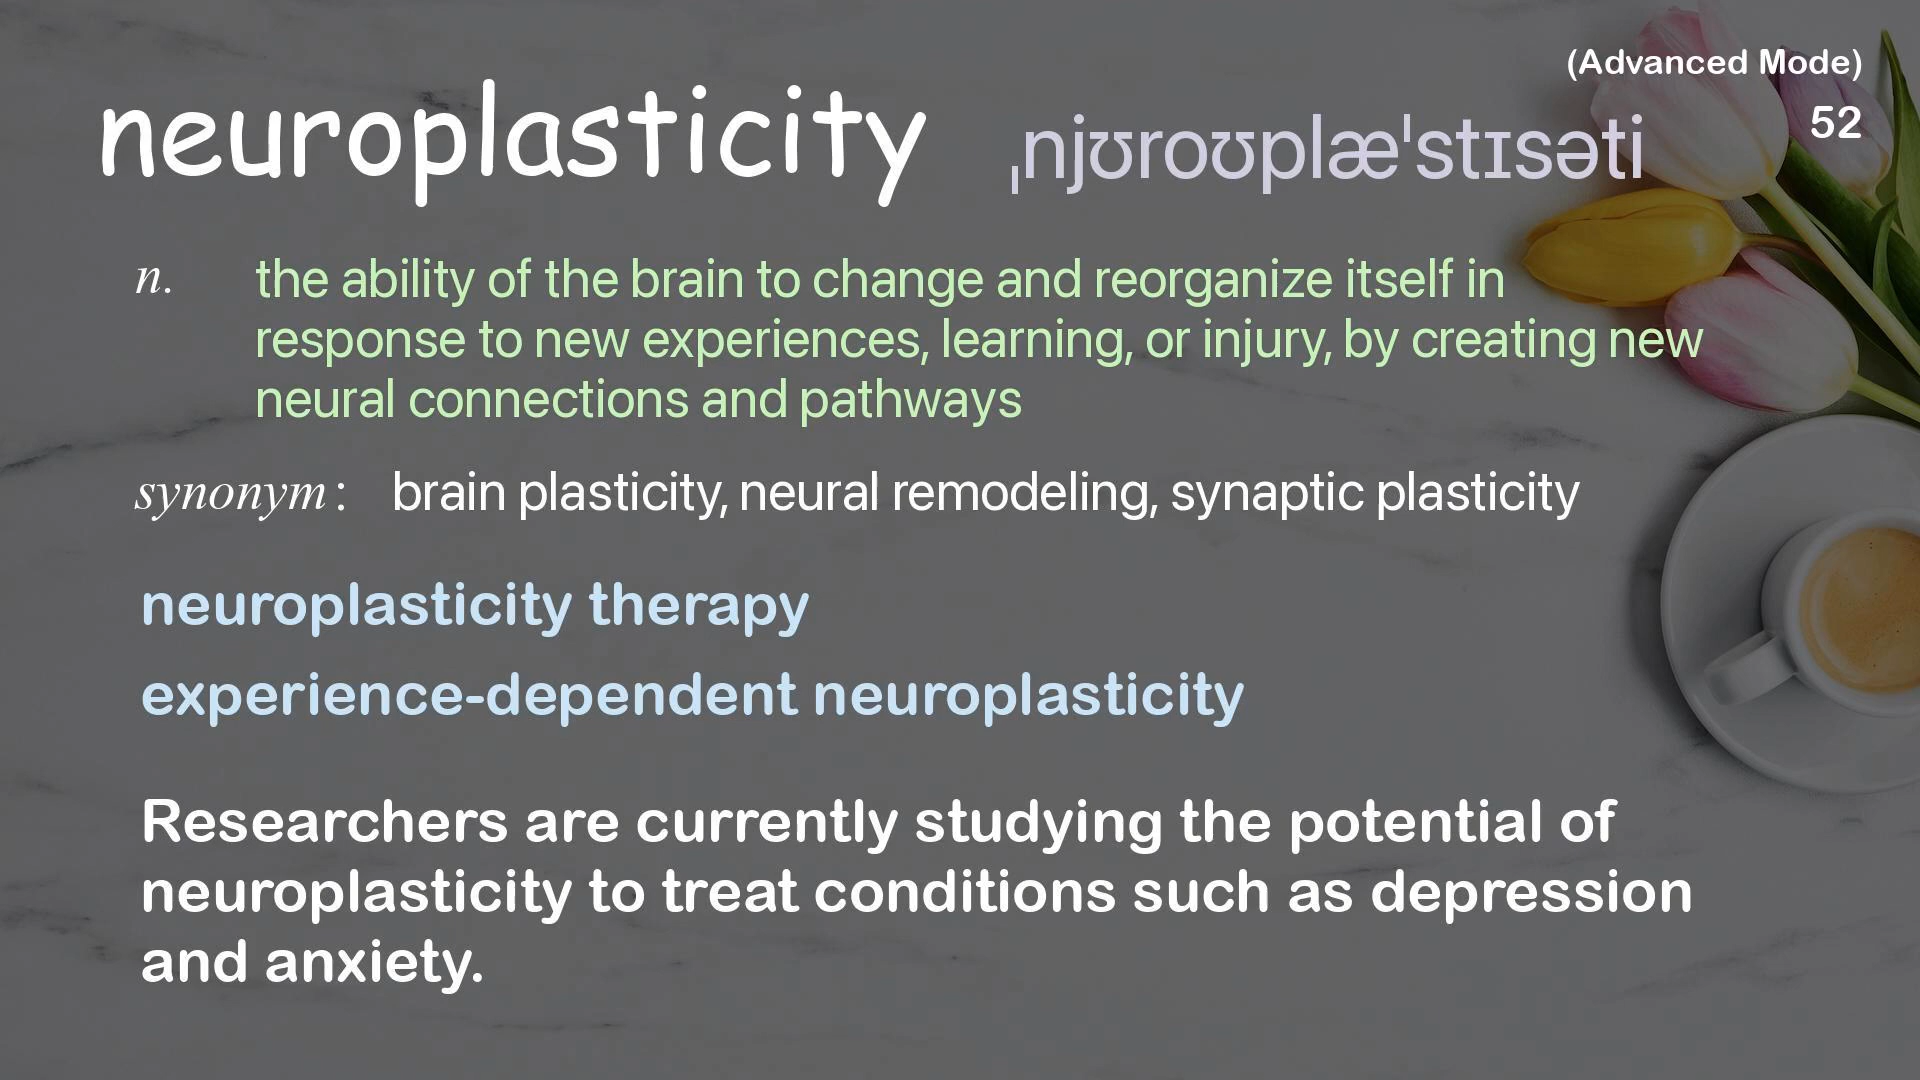 (Advanced Mode)
neuroplasticity ˌnjʊroʊplæˈstɪsəti 52
n. the ability of the brain to change and reorganize itself in
response to new experiences, learning, or injury, by creating new
neural connections and pathways
synonym: brain plasticity, neural remodeling, synaptic plasticity
neuroplasticity therapy
experience-dependent neuroplasticity
Researchers are currently studying the potential of
neuroplasticity to treat conditions such as depression
and anxiety.